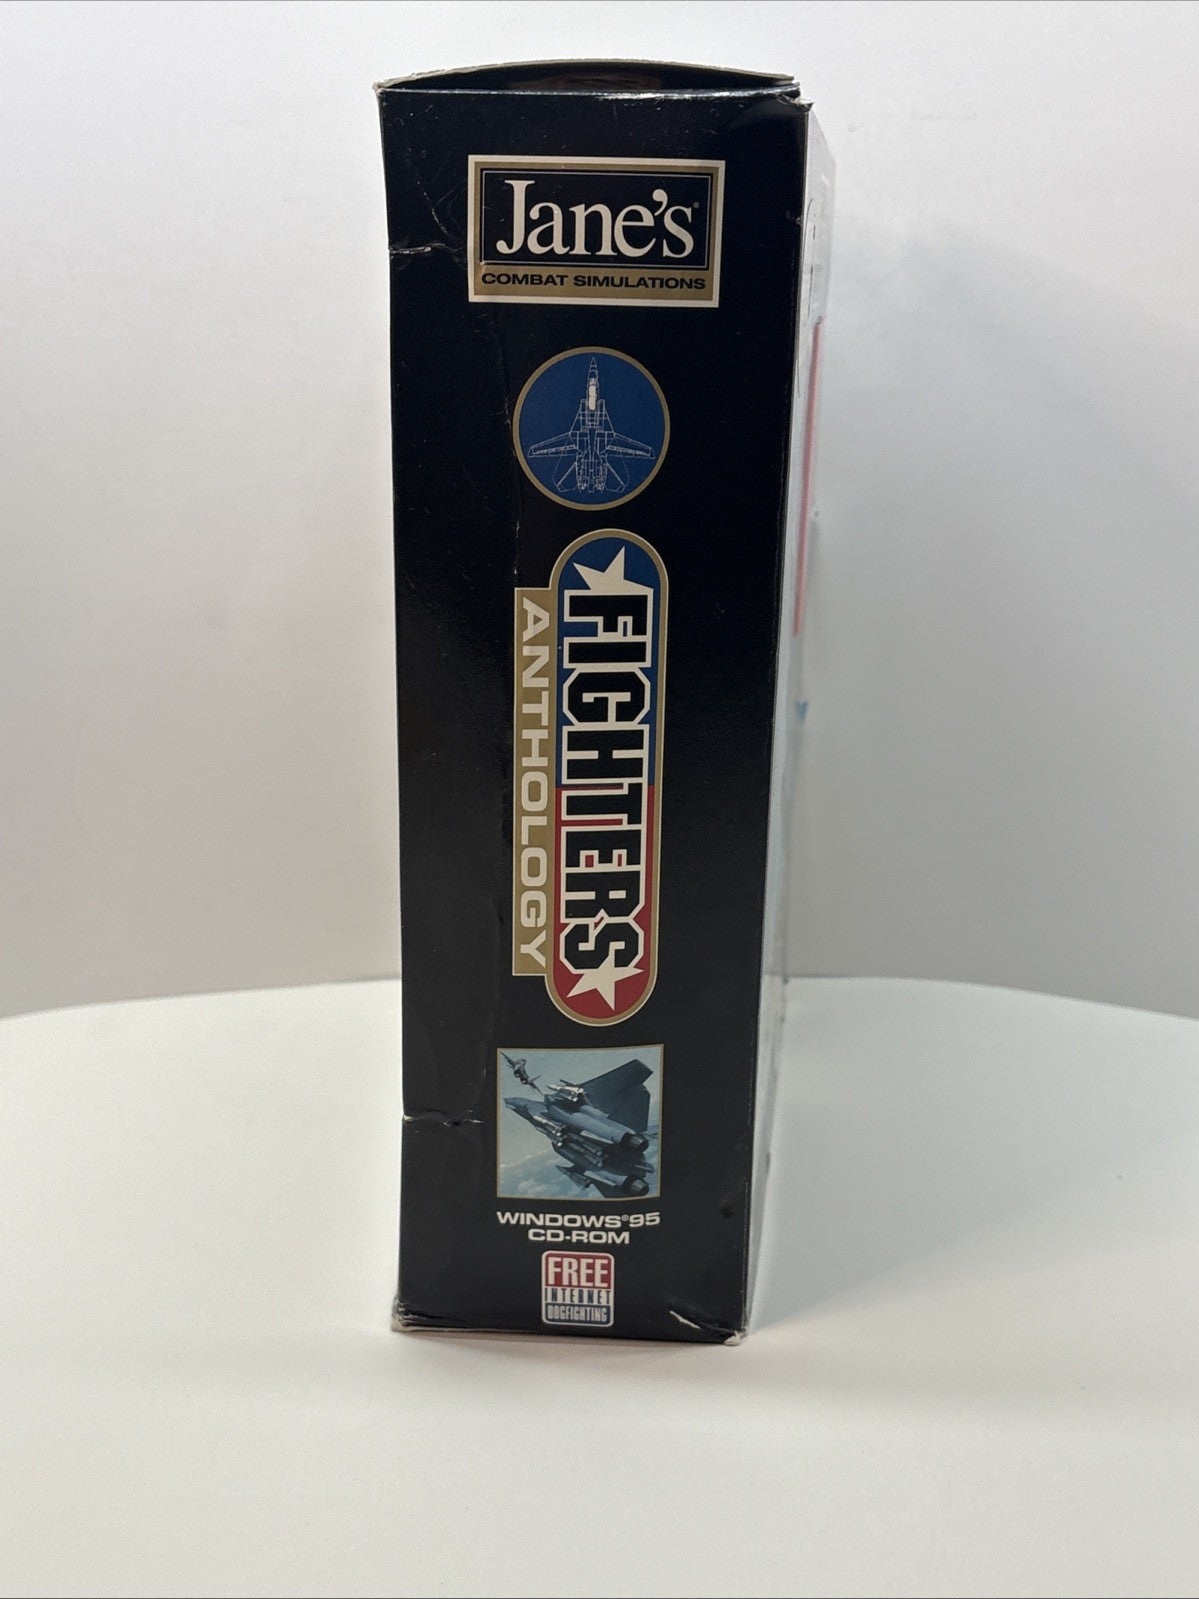 Jane's®
COMBAT SIMULATIONS
FIGHTERS
ANTHOLOGY
WINDOWS®95
CD-ROM
FREE
INTERNET
DOGFIGHTING